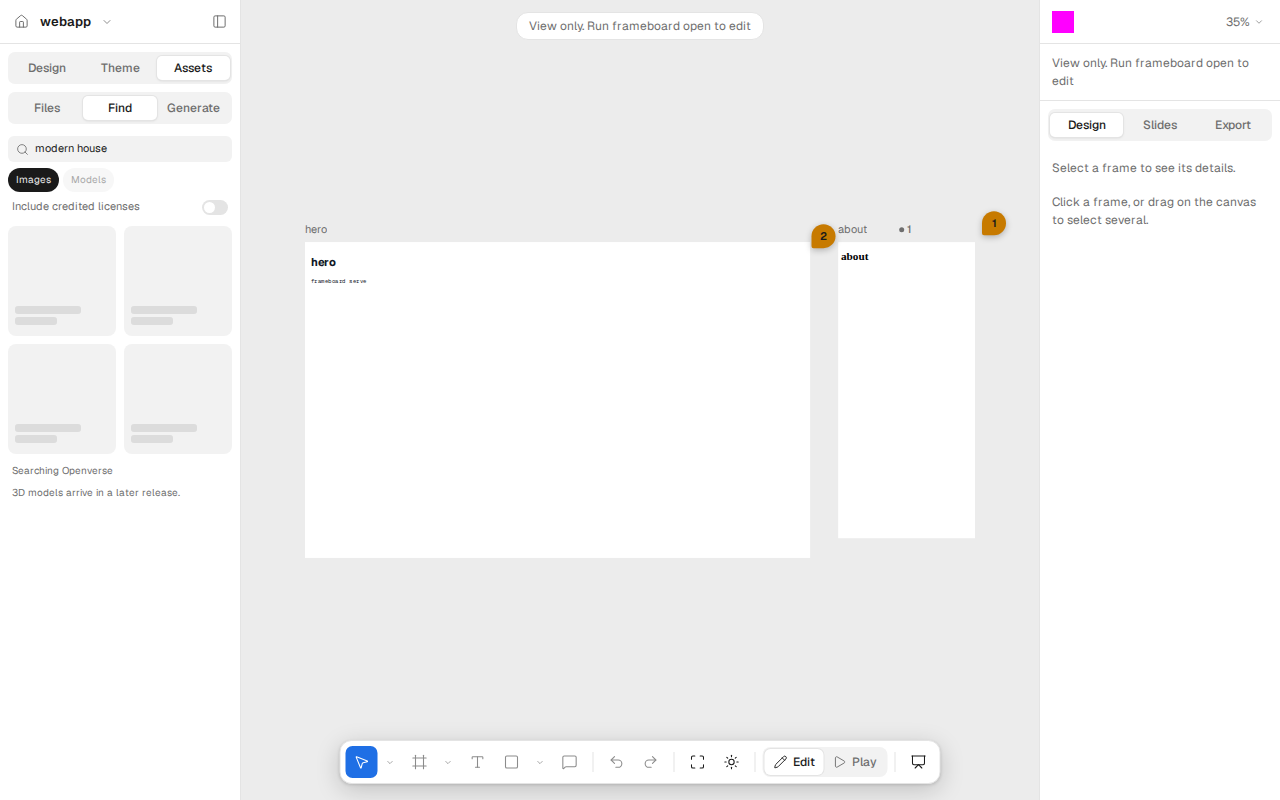 webapp
View only. Run frameboard open to edit
35%
Design
Theme
Assets
Files
Find
Generate
modern house
Images
Models
Include credited licenses
Searching Openverse
3D models arrive in a later release.
hero
2
about
1
1
hero
frameboard serve
about
View only. Run frameboard open to
edit
Design
Slides
Export
Select a frame to see its details.
Click a frame, or drag on the canvas
to select several.
Edit
Play